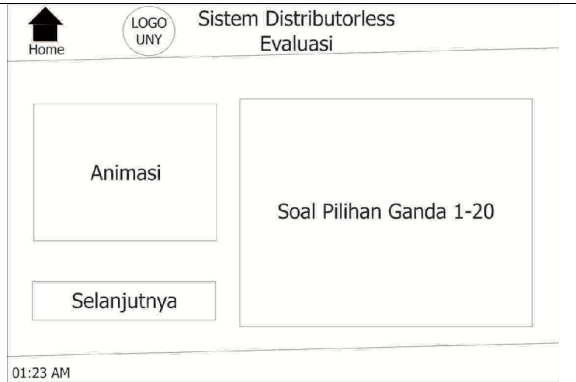 Home
LOGO
UNY
Sistem Distributorless
Evaluasi
Animasi
Soal Pilihan Ganda 1-20
Selanjutnya
01:23 AM